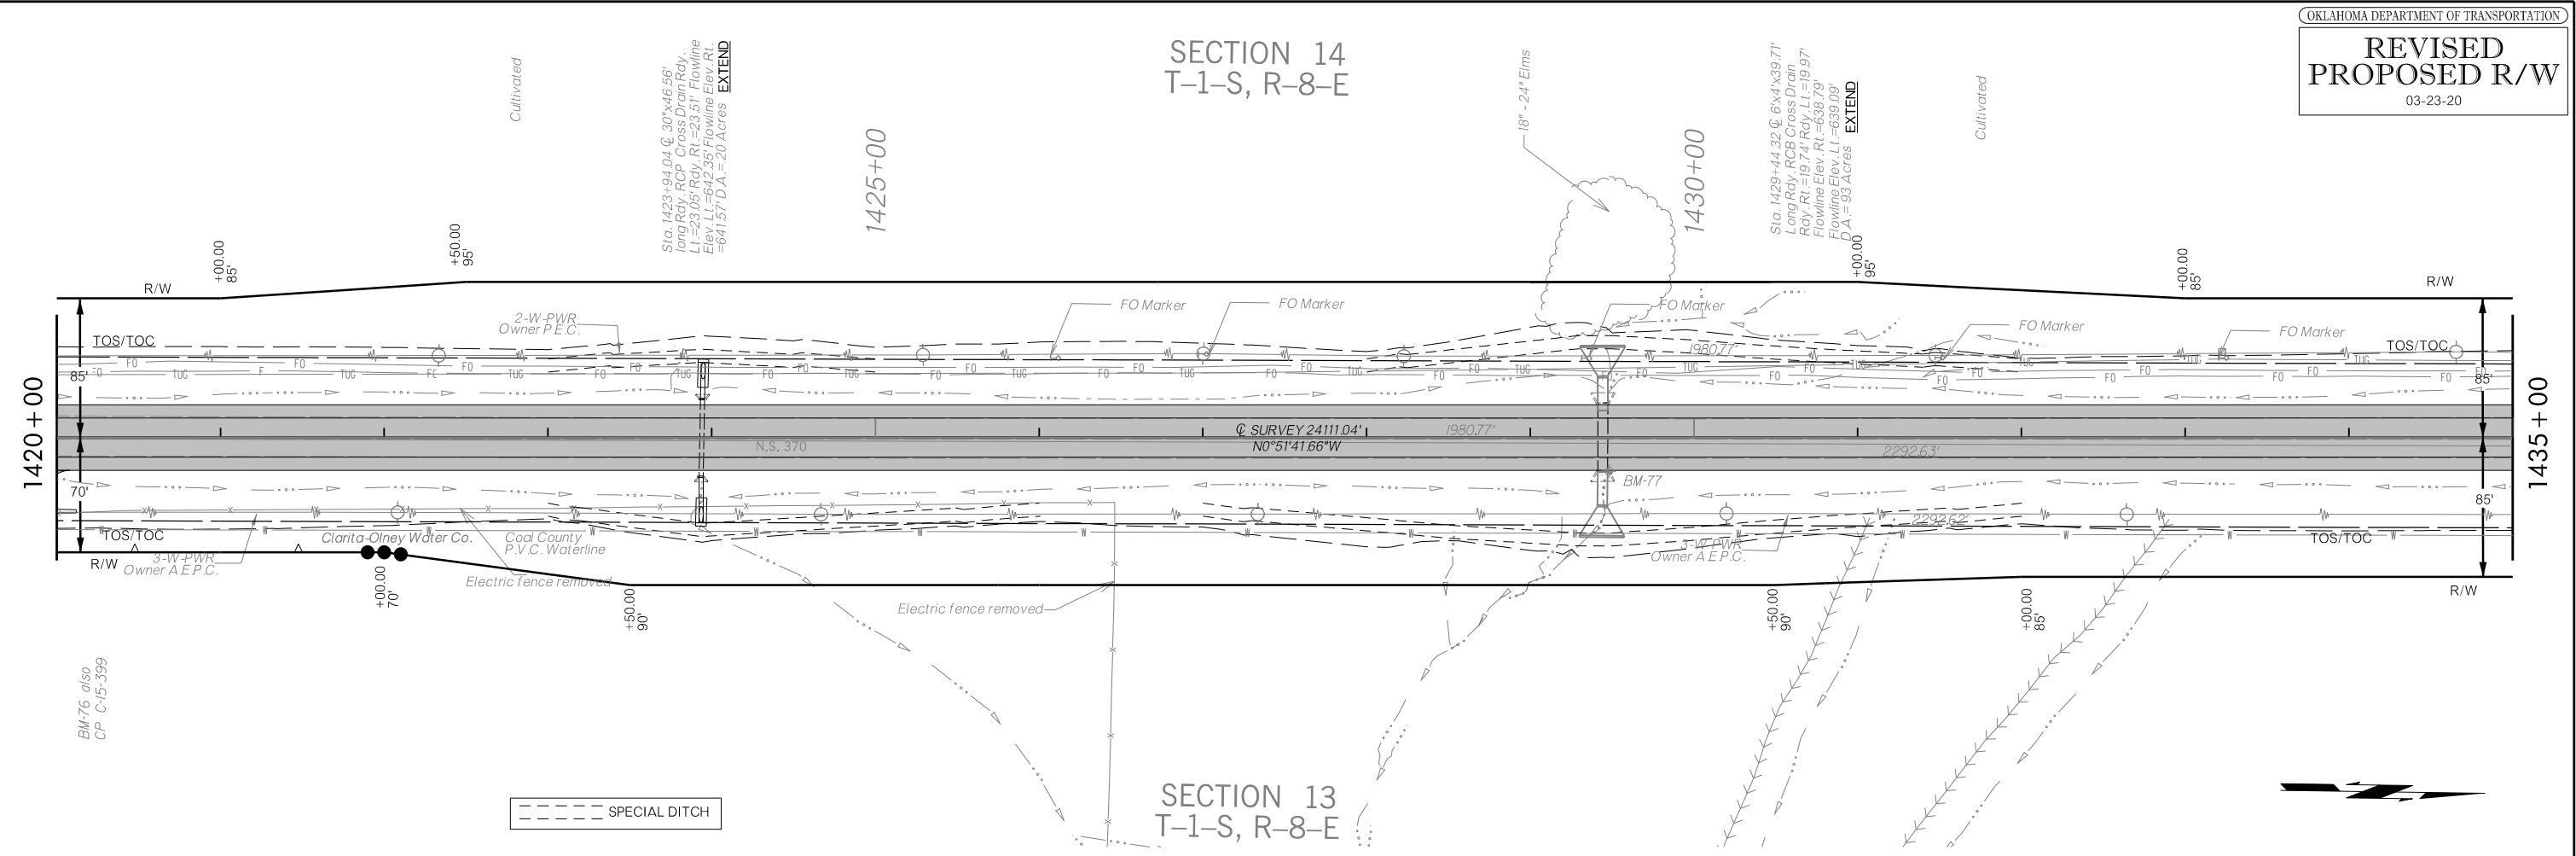 OKLAHOMA DEPARTMENT OF TRANSPORTATION
REVISED
PROPOSED R/W
03-23-20
SECTION 14
T-1-S, R-8-E
Cultivated
Sta. 1423+94.04 ℄ 30"x46.56'
long Rdy. RCP Cross Drain Rdy.
Lt.=23.05' Rdy. Rt.=23.51' Flowline
Elev. Lt.=642.35' Flowline Elev. Rt.
=641.57' D.A.= 20 Acres EXTEND
1425+00
18" - 24" Elms
1430+00
Sta. 1429+44.32 ℄ 6'x4'x39.71'
Long Rdy. RCB Cross Drain
Rdy. Rt.=19.74' Rdy. Lt.=19.97'
Flowline Elev. Rt.=638.79'
Flowline Elev. Lt.=639.09'
D.A.= 93 Acres EXTEND
Cultivated
+00.00
85'
+50.00
95'
+00.00
95'
+00.00
85'
R/W
R/W
2-W-PWR
Owner P.E.C.
FO Marker
FO Marker
FO Marker
FO Marker
FO Marker
TOS/TOC
TOS/TOC
1980.77'
FO
TUG
85'
85'
1420+00
1435+00
℄ SURVEY 24111.04'
N0°51'41.66"W
1980.77'
N.S. 370
2292.63'
BM-77
70'
85'
2292.62'
TOS/TOC
TOS/TOC
Clarita-Olney Water Co.
Coal County
P.V.C. Waterline
3-W-PWR
Owner A.E.P.C.
3-W-PWR
Owner A.E.P.C.
R/W
R/W
Electric fence removed
Electric fence removed
+00.00
70'
+50.00
90'
+50.00
90'
+00.00
85'
BM-76 also
CP C-15-399
SECTION 13
T-1-S, R-8-E
SPECIAL DITCH